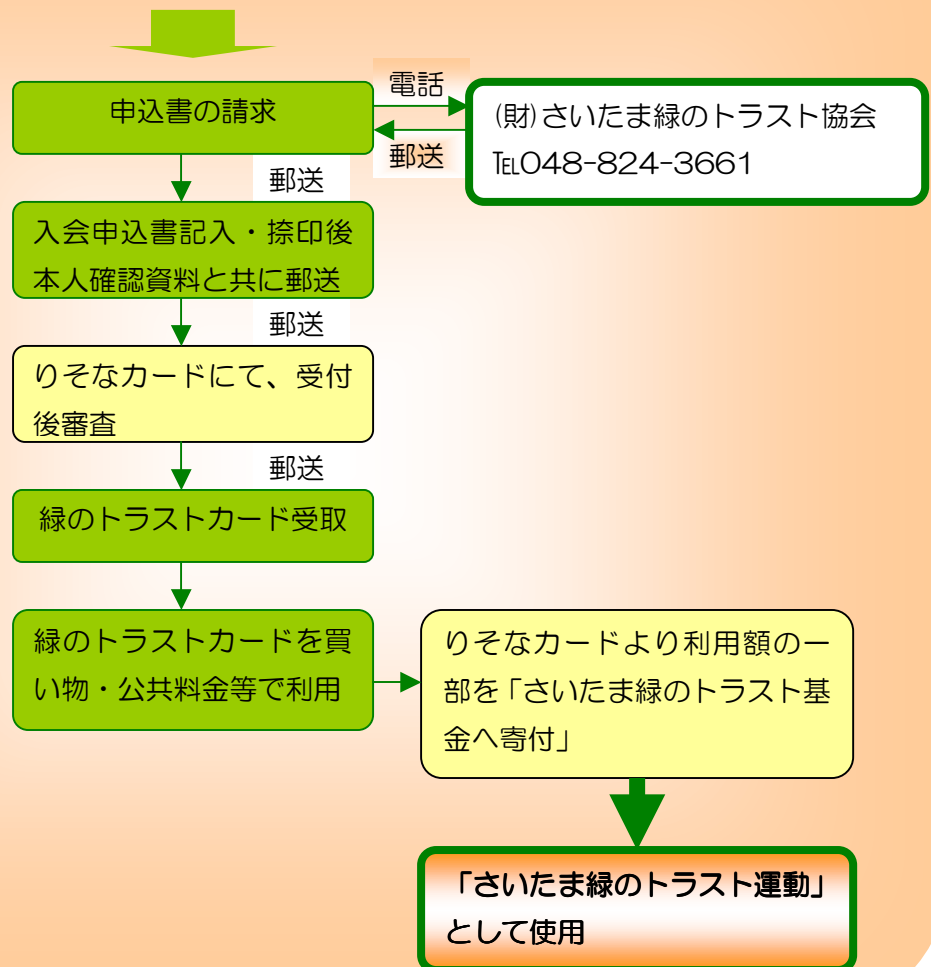 申込書の請求
電話
郵送
(財)さいたま緑のトラスト協会
℡048-824-3661
郵送
入会申込書記入・捺印後
本人確認資料と共に郵送
郵送
りそなカードにて、受付
後審査
郵送
緑のトラストカード受取
緑のトラストカードを買
い物・公共料金等で利用
りそなカードより利用額の一
部を「さいたま緑のトラスト基
金へ寄付」
「さいたま緑のトラスト運動」
として使用